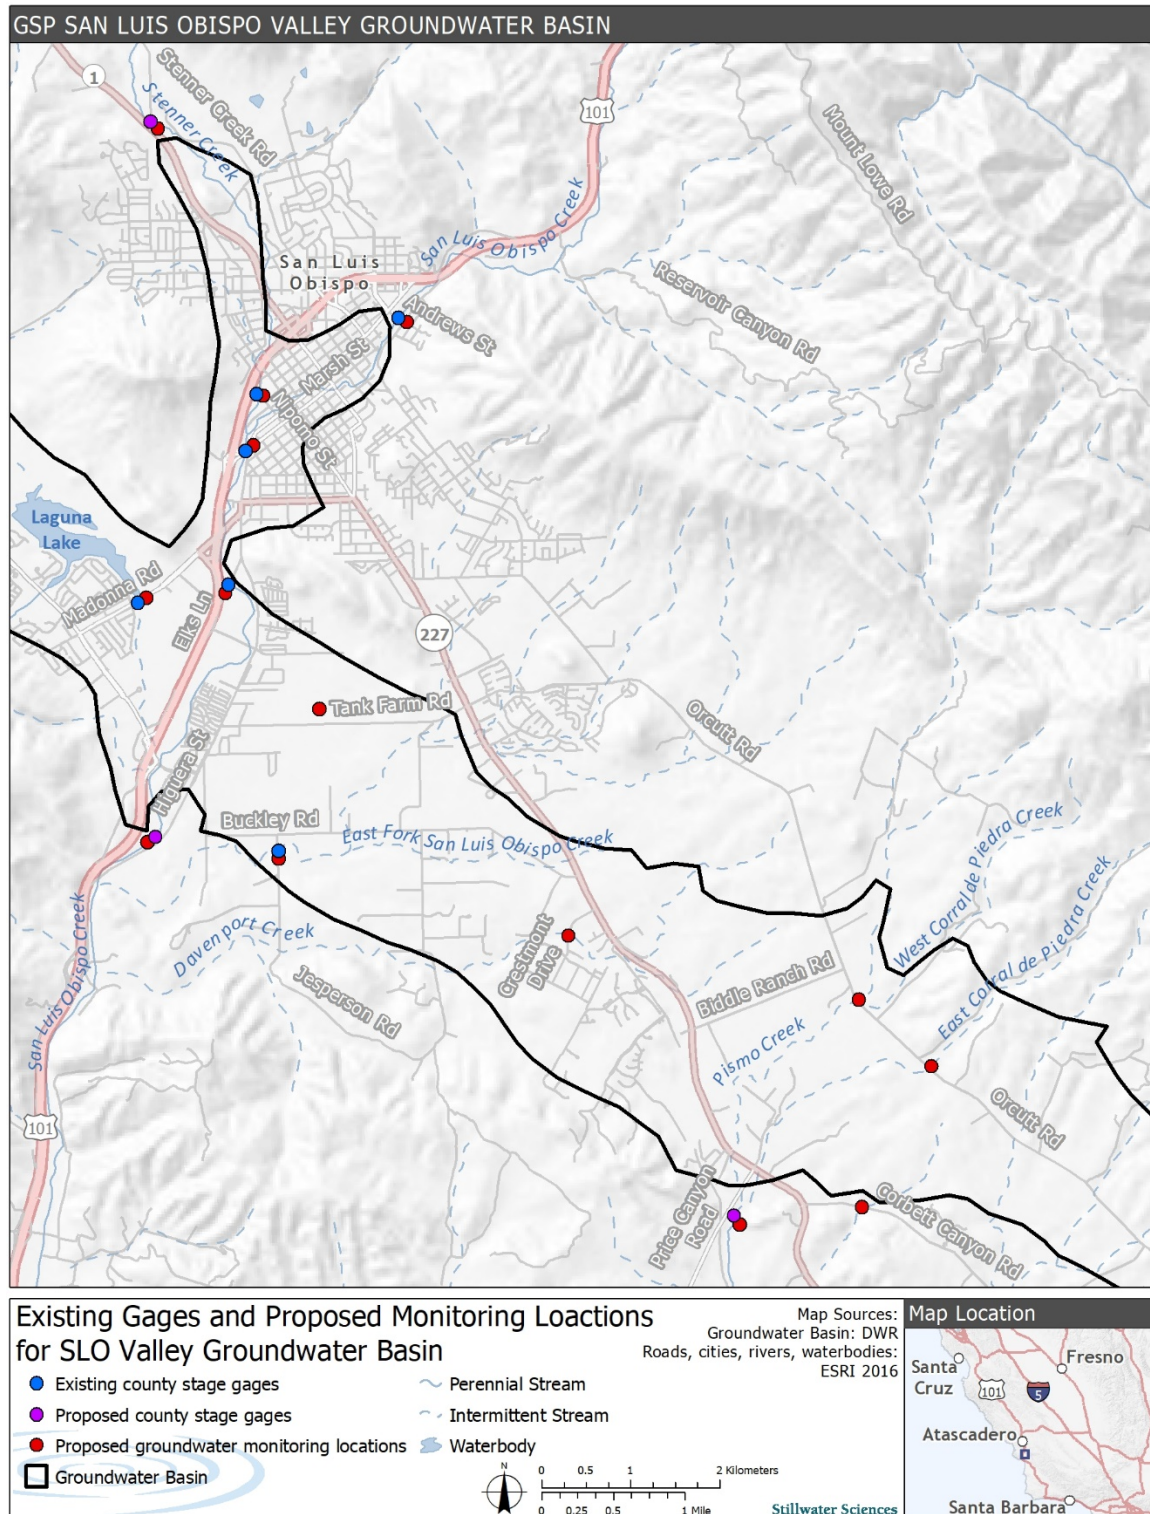 GSP SAN LUIS OBISPO VALLEY GROUNDWATER BASIN
1
Stenner Creek Rd
Stenner Creek
101
Mount Lowe Rd
San Luis Obispo Creek
San Luis
Obispo
Reservoir Canyon Rd
Andrews St
Marsh St
Nipomo St
Laguna
Lake
Madonna Rd
Elks Ln
227
Tank Farm Rd
Orcutt Rd
Higuera St
Buckley Rd
East Fork San Luis Obispo Creek
West Corral de Piedra Creek
East Corral de Piedra Creek
Davenport Creek
Crestmont
Drive
Jesperson Rd
Biddle Ranch Rd
San Luis Obispo Creek
Pismo Creek
Orcutt Rd
101
Price Canyon
Road
Corbett Canyon Rd
Existing Gages and Proposed Monitoring Loactions
for SLO Valley Groundwater Basin
Existing county stage gages
Proposed county stage gages
Proposed groundwater monitoring locations
Groundwater Basin
Perennial Stream
Intermittent Stream
Waterbody
Map Sources:
Groundwater Basin: DWR
Roads, cities, rivers, waterbodies:
ESRI 2016
N
0 0.5 1 2 Kilometers
0 0.25 0.5 1 Mile
Stillwater Sciences
Map Location
Santa
Cruz
101
5
Fresno
Atascadero
Santa Barbara